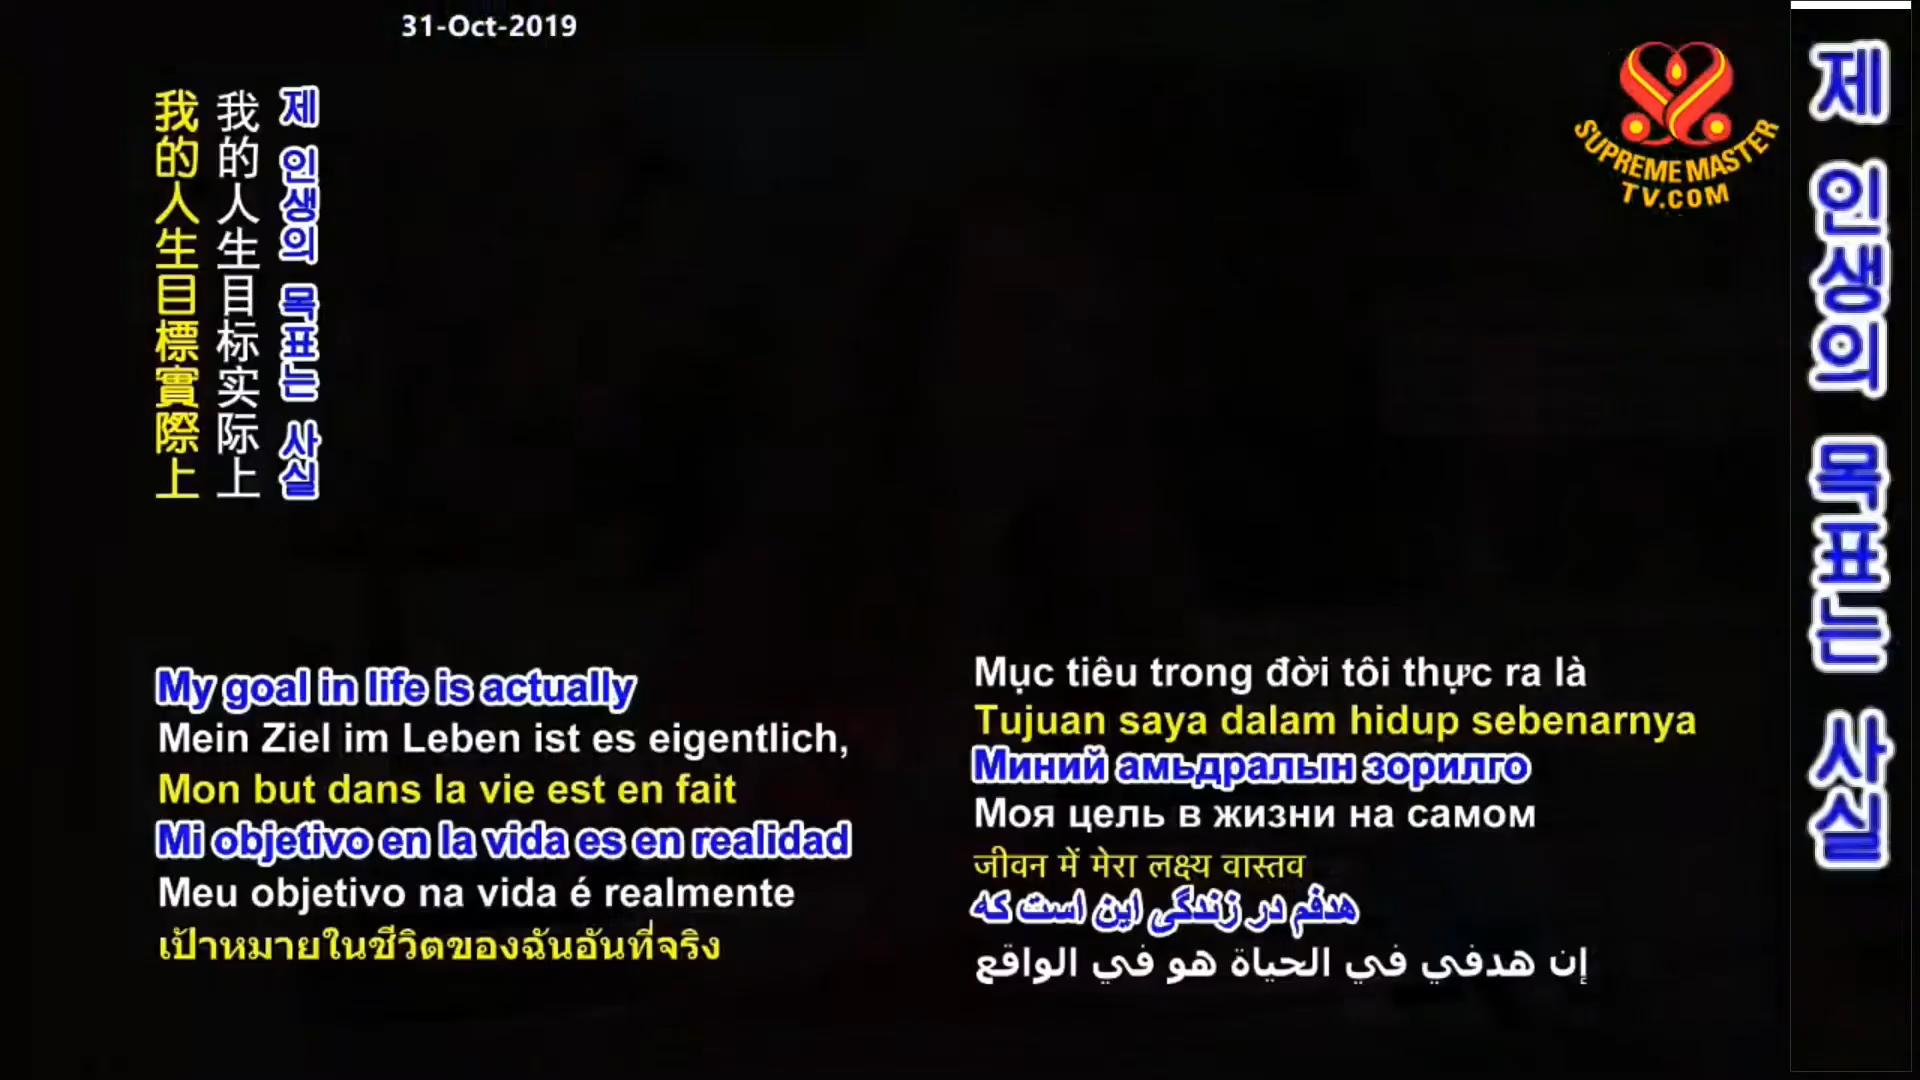 31-Oct-2019
我的人生目標實際上
我的人生目标实际上
제 인생의 목표는 사실
SUPREME MASTER
TV.COM
제 인생의 목표는 사실
My goal in life is actually
Mein Ziel im Leben ist es eigentlich,
Mon but dans la vie est en fait
Mi objetivo en la vida es en realidad
Meu objetivo na vida é realmente
เป้าหมายในชีวิตของฉันอันที่จริง
Mục tiêu trong đời tôi thực ra là
Tujuan saya dalam hidup sebenarnya
Миний амьдралын зорилго
Моя цель в жизни на самом
जीवन में मेरा लक्ष्य वास्तव
هدفم در زندگی این است که
إن هدفي في الحياة هو في الواقع